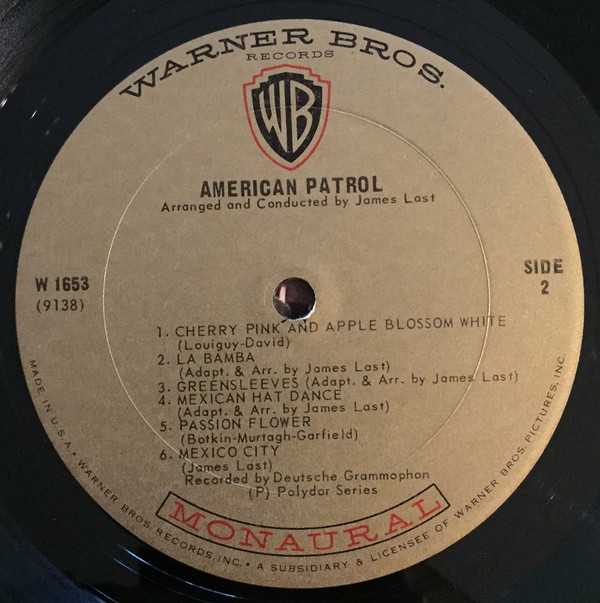 WARNER BROS.
RECORDS
WB
AMERICAN PATROL
Arranged and Conducted by James Last
W 1653
(9138)
SIDE
2
1. CHERRY PINK AND APPLE BLOSSOM WHITE
(Louiguy-David)
2. LA BAMBA
(Adapt. & Arr. by James Last)
3. GREENSLEEVES (Adapt. & Arr. by James Last)
4. MEXICAN HAT DANCE
(Adapt. & Arr. by James Last)
5. PASSION FLOWER
(Botkin-Murtagh-Garfield)
6. MEXICO CITY
(James Last)
Recorded by Deutsche Grammophon
(P) Polydor Series
MONAURAL
MADE IN U.S.A. • WARNER BROS. RECORDS, INC. • A SUBSIDIARY & LICENSEE OF WARNER BROS. PICTURES, INC.